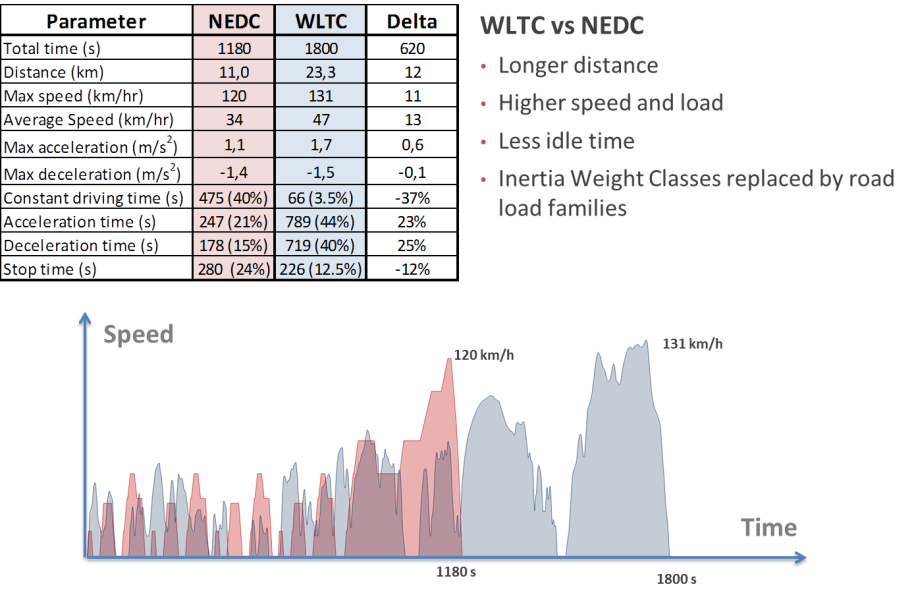 Parameter NEDC WLTC Delta
Total time (s) 1180 1800 620
Distance (km) 11,0 23,3 12
Max speed (km/hr) 120 131 11
Average Speed (km/hr) 34 47 13
Max acceleration (m/s²) 1,1 1,7 0,6
Max deceleration (m/s²) -1,4 -1,5 -0,1
Constant driving time (s) 475 (40%) 66 (3.5%) -37%
Acceleration time (s) 247 (21%) 789 (44%) 23%
Deceleration time (s) 178 (15%) 719 (40%) 25%
Stop time (s) 280 (24%) 226 (12.5%) -12%
WLTC vs NEDC
• Longer distance
• Higher speed and load
• Less idle time
• Inertia Weight Classes replaced by road
load families
Speed
120 km/h
131 km/h
Time
1180 s
1800 s